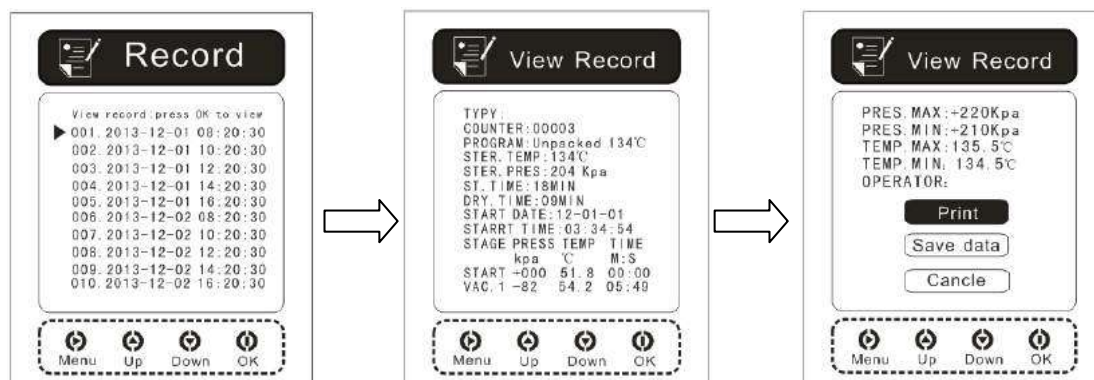 Record
View record:press OK to view
001. 2013-12-01 08:20:30
002. 2013-12-01 10:20:30
003. 2013-12-01 12:20:30
004. 2013-12-01 14:20:30
005. 2013-12-01 16:20:30
006. 2013-12-02 08:20:30
007. 2013-12-02 10:20:30
008. 2013-12-02 12:20:30
009. 2013-12-02 14:20:30
010. 2013-12-02 16:20:30
Menu Up Down OK
View Record
TYPY:
COUNTER:00003
PROGRAM:Unpacked 134℃
STER. TEMP:134℃
STER. PRES:204 Kpa
ST. TIME:18MIN
DRY. TIME:09MIN
START DATE:12-01-01
STARRT TIME:03:34:54
STAGE PRESS TEMP TIME
kpa ℃ M:S
START +000 51.8 00:00
VAC.1 -82 54.2 05:49
Menu Up Down OK
View Record
PRES. MAX:+220Kpa
PRES. MIN:+210Kpa
TEMP. MAX:135.5℃
TEMP. MIN: 134.5℃
OPERATOR:
Print
Save data
Cancle
Menu Up Down OK